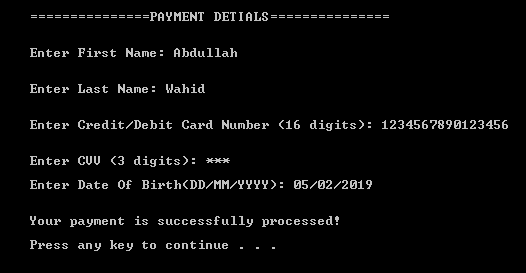 ===============PAYMENT DETIALS===============
Enter First Name: Abdullah
Enter Last Name: Wahid
Enter Credit/Debit Card Number (16 digits): 1234567890123456
Enter CVV (3 digits): ***
Enter Date Of Birth(DD/MM/YYYY): 05/02/2019
Your payment is successfully processed!
Press any key to continue . . .